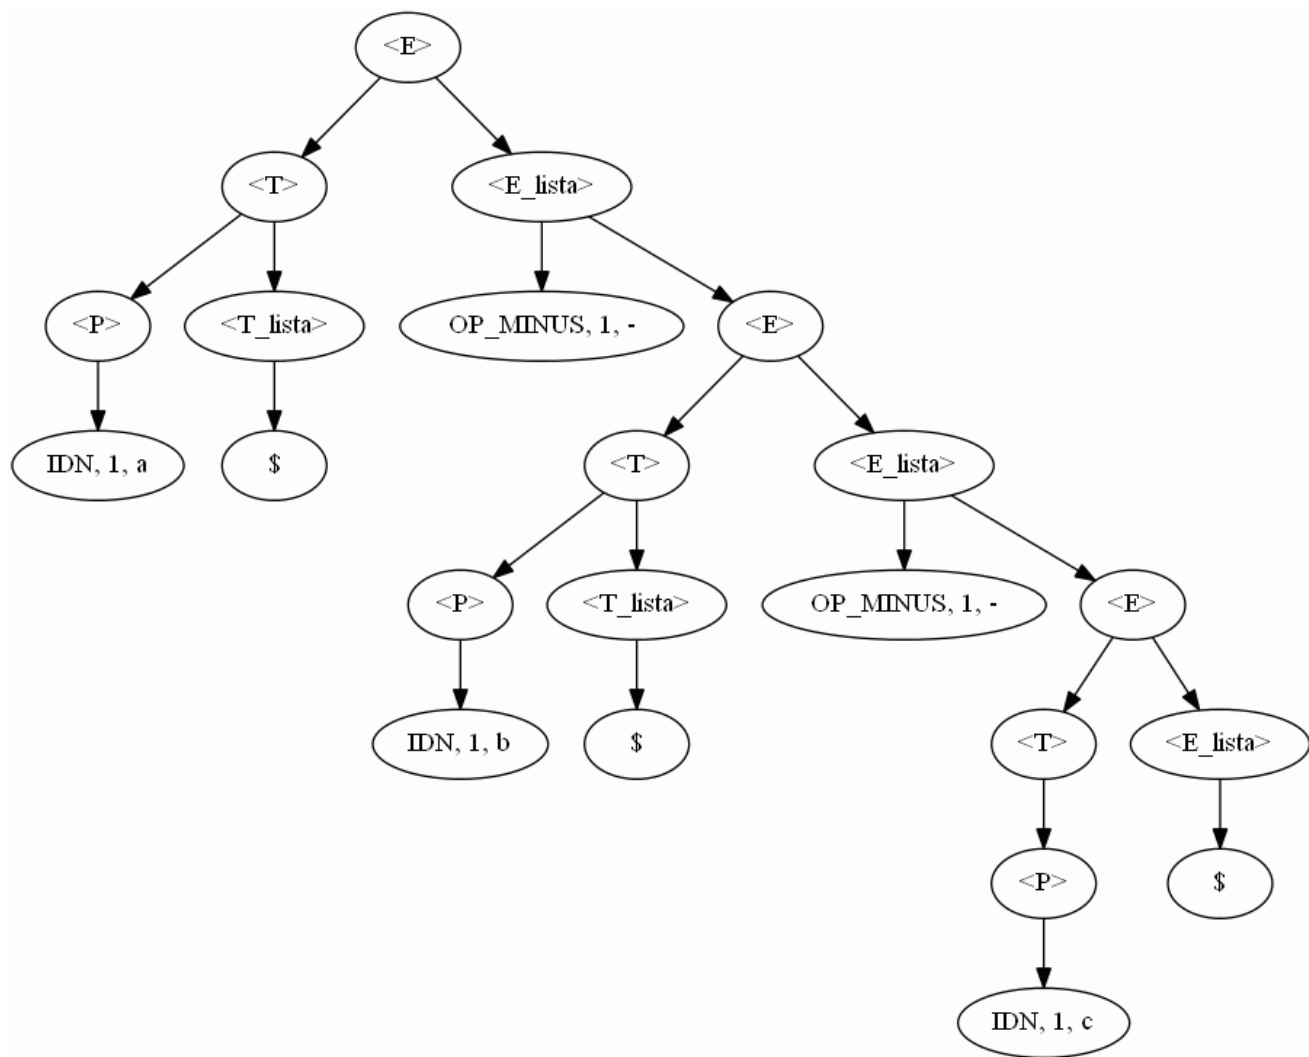 <E>
<T> <E_lista>
<P> <T_lista> OP_MINUS, 1, - <E>
IDN, 1, a $ <T> <E_lista>
<P> <T_lista> OP_MINUS, 1, - <E>
IDN, 1, b $ <T> <E_lista>
<P> $
IDN, 1, c